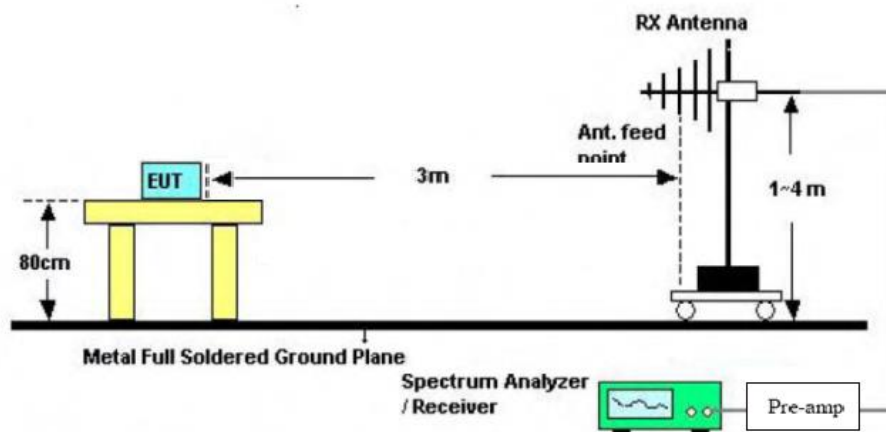 RX Antenna
Ant. feed
point
EUT
3m
1~4 m
80cm
Metal Full Soldered Ground Plane
Spectrum Analyzer
/ Receiver
Pre-amp